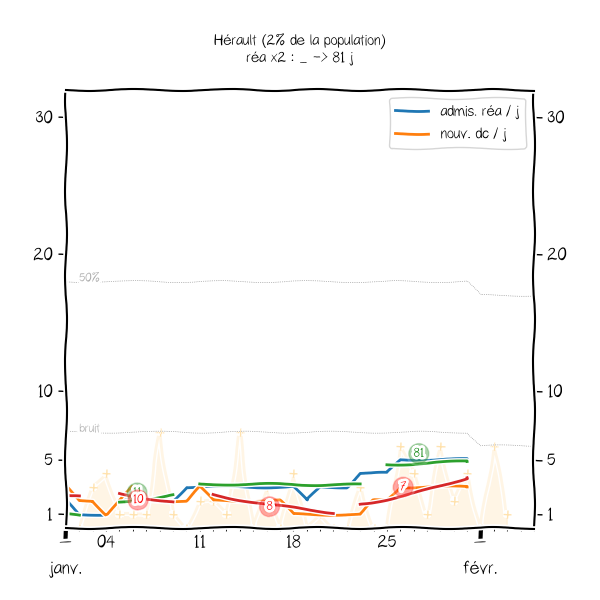 Hérault (2% de la population)
réa x2 : _ -> 81 j
admis. réa / j
nouv. dc / j
30 30
20 20
50%
10 10
bruit
81
5 5
7
10
8
1 1
04 11 18 25
janv. févr.